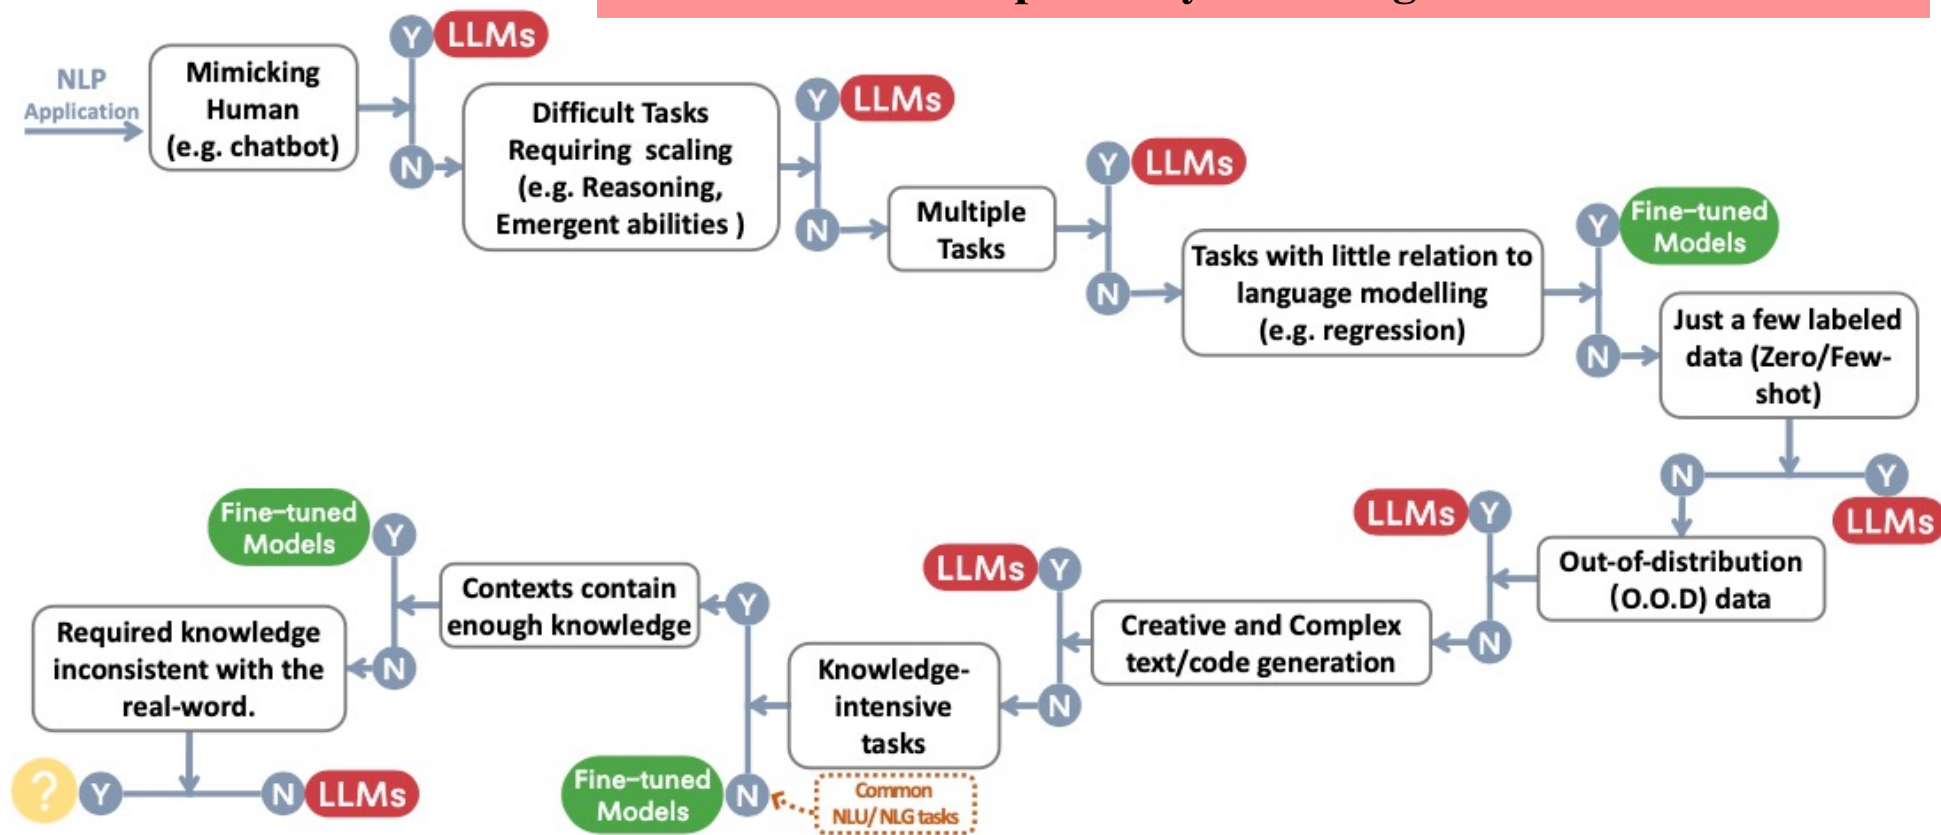 NLP
Application
Mimicking
Human
(e.g. chatbot)
Y
LLMs
N
Difficult Tasks
Requiring scaling
(e.g. Reasoning,
Emergent abilities )
Y
LLMs
N
Multiple
Tasks
Y
LLMs
N
Tasks with little relation to
language modelling
(e.g. regression)
Y
Fine-tuned
Models
N
Just a few labeled
data (Zero/Few-
shot)
N
Y
LLMs
Out-of-distribution
(O.O.D) data
Y
LLMs
N
Creative and Complex
text/code generation
Y
LLMs
N
Knowledge-
intensive
tasks
Y
N
Fine-tuned
Models
Common
NLU/ NLG tasks
Contexts contain
enough knowledge
Y
Fine-tuned
Models
N
Required knowledge
inconsistent with the
real-word.
?
Y
N
LLMs